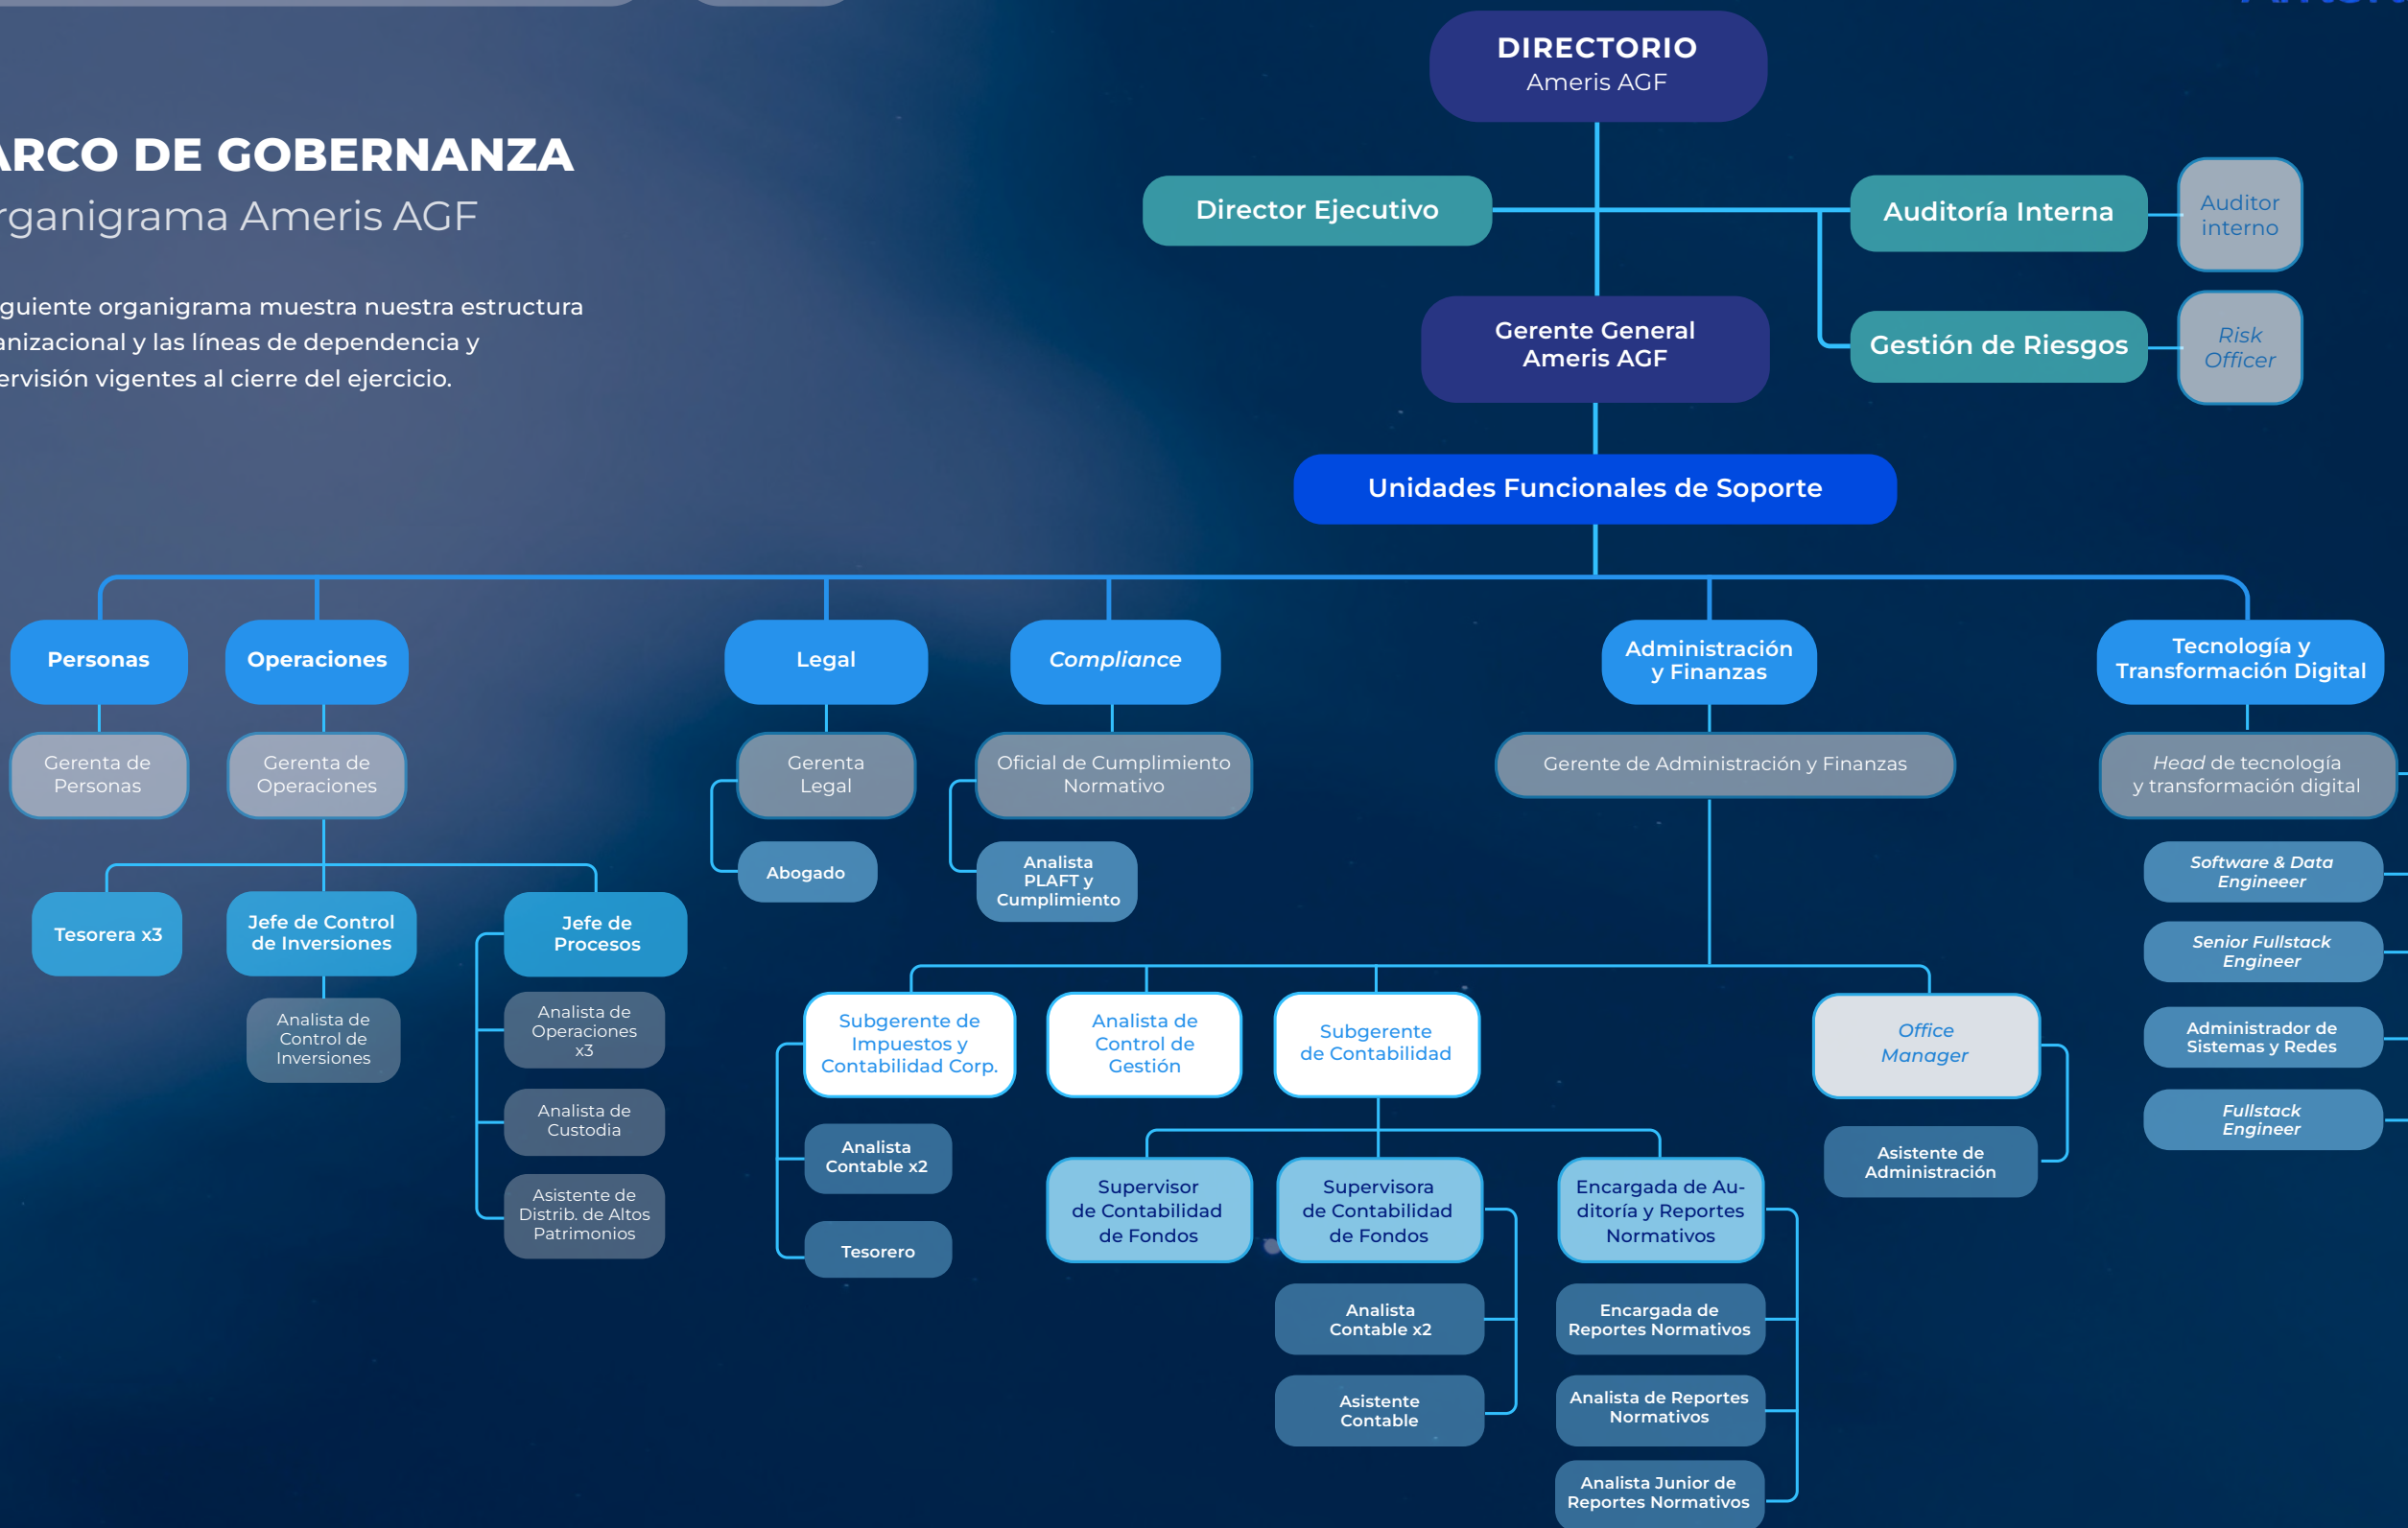 DIRECTORIO
Ameris AGF
ARCO DE GOBERNANZA
rganigrama Ameris AGF
guiente organigrama muestra nuestra estructura
anizacional y las líneas de dependencia y
ervisión vigentes al cierre del ejercicio.
Director Ejecutivo
Auditoría Interna
Auditor
interno
Gerente General
Ameris AGF
Gestión de Riesgos
Risk
Officer
Unidades Funcionales de Soporte
Personas
Operaciones
Legal
Compliance
Administración
y Finanzas
Tecnología y
Transformación Digital
Gerenta de
Personas
Gerenta de
Operaciones
Gerenta
Legal
Oficial de Cumplimiento
Normativo
Gerente de Administración y Finanzas
Head de tecnología
y transformación digital
Abogado
Analista
PLAFT y
Cumplimiento
Software & Data
Engineeer
Tesorera x3
Jefe de Control
de Inversiones
Jefe de
Procesos
Senior Fullstack
Engineer
Analista de
Control de
Inversiones
Analista de
Operaciones
x3
Subgerente de
Impuestos y
Contabilidad Corp.
Analista de
Control de
Gestión
Subgerente
de Contabilidad
Office
Manager
Administrador de
Sistemas y Redes
Analista de
Custodia
Fullstack
Engineer
Analista
Contable x2
Asistente de
Administración
Asistente de
Distrib. de Altos
Patrimonios
Supervisor
de Contabilidad
de Fondos
Supervisora
de Contabilidad
de Fondos
Encargada de Au-
ditoría y Reportes
Normativos
Tesorero
Analista
Contable x2
Encargada de
Reportes Normativos
Asistente
Contable
Analista de Reportes
Normativos
Analista Junior de
Reportes Normativos